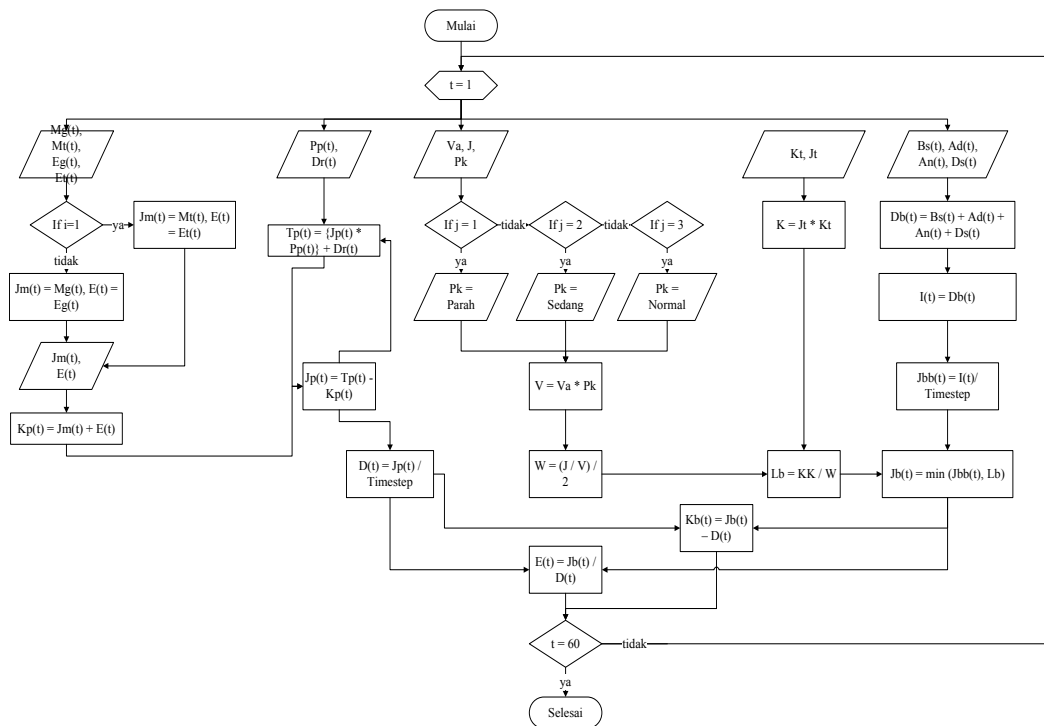 Mulai
t = 1
Mg(t),
Mt(t),
Eg(t),
Et(t)
Pp(t),
Dr(t)
Va, J,
Pk
Kt, Jt
Bs(t), Ad(t),
An(t), Ds(t)
If i=1
ya
Jm(t) = Mt(t), E(t)
= Et(t)
tidak
Jm(t) = Mg(t), E(t) =
Eg(t)
Jm(t),
E(t)
Kp(t) = Jm(t) + E(t)
Tp(t) = {Jp(t) *
Pp(t)} + Dr(t)
Jp(t) = Tp(t) -
Kp(t)
D(t) = Jp(t) /
Timestep
If j = 1
tidak
If j = 2
tidak
If j = 3
ya
ya
ya
Pk =
Parah
Pk =
Sedang
Pk =
Normal
V = Va * Pk
W = (J / V) /
2
K = Jt * Kt
Lb = KK / W
Db(t) = Bs(t) + Ad(t) +
An(t) + Ds(t)
I(t) = Db(t)
Jbb(t) = I(t)/
Timestep
Jb(t) = min (Jbb(t), Lb)
Kb(t) = Jb(t)
– D(t)
E(t) = Jb(t) /
D(t)
t = 60
tidak
ya
Selesai